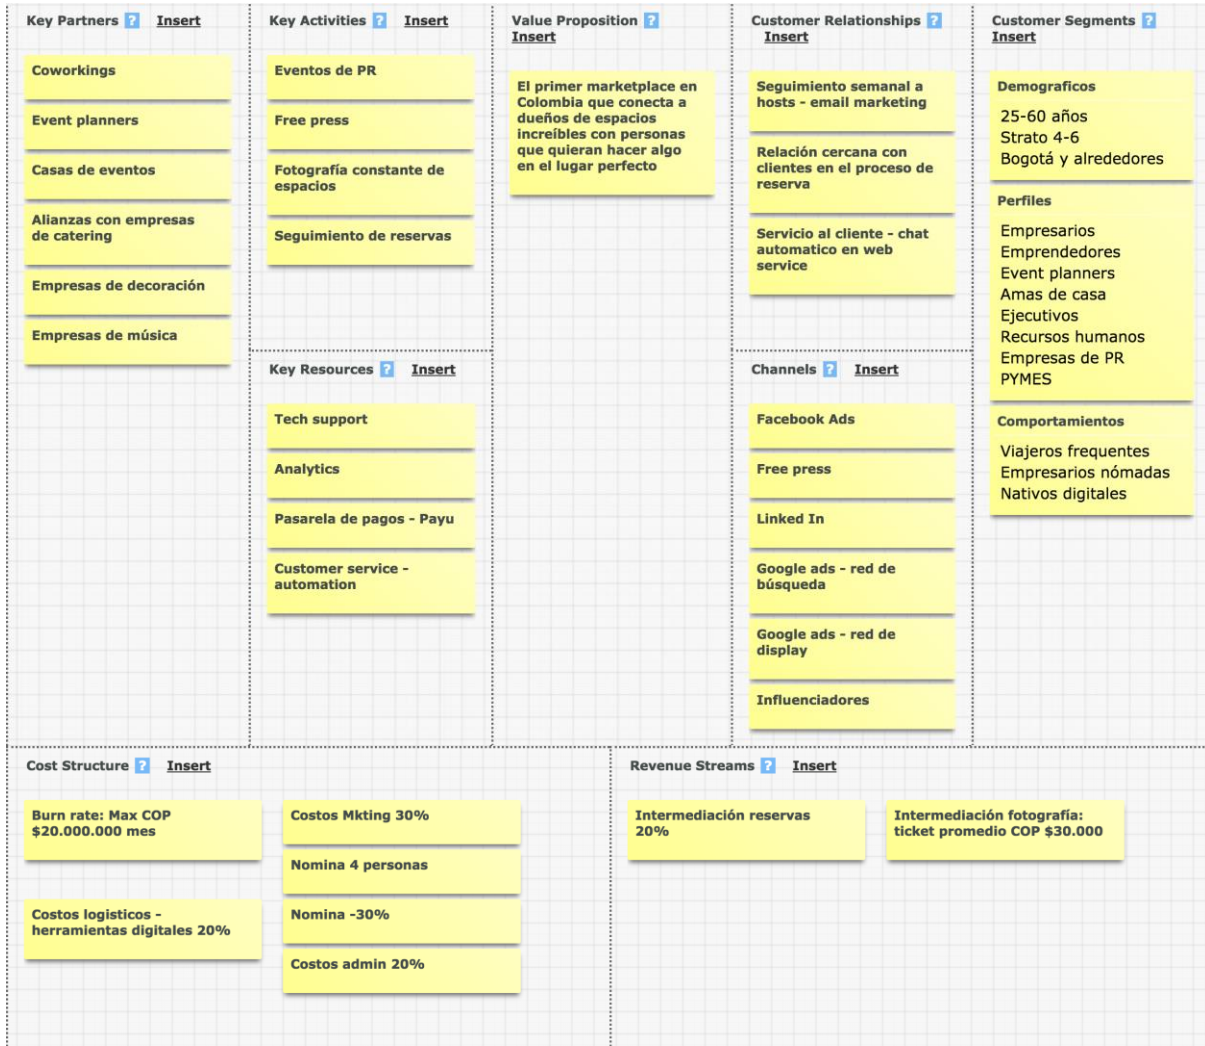 Key Partners ? Insert
Coworkings
Event planners
Casas de eventos
Alianzas con empresas
de catering
Empresas de decoración
Empresas de música
Key Activities ? Insert
Eventos de PR
Free press
Fotografía constante de
espacios
Seguimiento de reservas
Key Resources ? Insert
Tech support
Analytics
Pasarela de pagos - Payu
Customer service -
automation
Value Proposition ?
Insert
El primer marketplace en
Colombia que conecta a
dueños de espacios
increíbles con personas
que quieran hacer algo
en el lugar perfecto
Customer Relationships ?
Insert
Seguimiento semanal a
hosts - email marketing
Relación cercana con
clientes en el proceso de
reserva
Servicio al cliente - chat
automatico en web
service
Channels ? Insert
Facebook Ads
Free press
Linked In
Google ads - red de
búsqueda
Google ads - red de
display
Influenciadores
Customer Segments ?
Insert
Demograficos
25-60 años
Strato 4-6
Bogotá y alrededores
Perfiles
Empresarios
Emprendedores
Event planners
Amas de casa
Ejecutivos
Recursos humanos
Empresas de PR
PYMES
Comportamientos
Viajeros frequentes
Empresarios nómadas
Nativos digitales
Cost Structure ? Insert
Burn rate: Max COP
$20.000.000 mes
Costos logisticos -
herramientas digitales 20%
Costos Mkting 30%
Nomina 4 personas
Nomina -30%
Costos admin 20%
Revenue Streams ? Insert
Intermediación reservas
20%
Intermediación fotografía:
ticket promedio COP $30.000